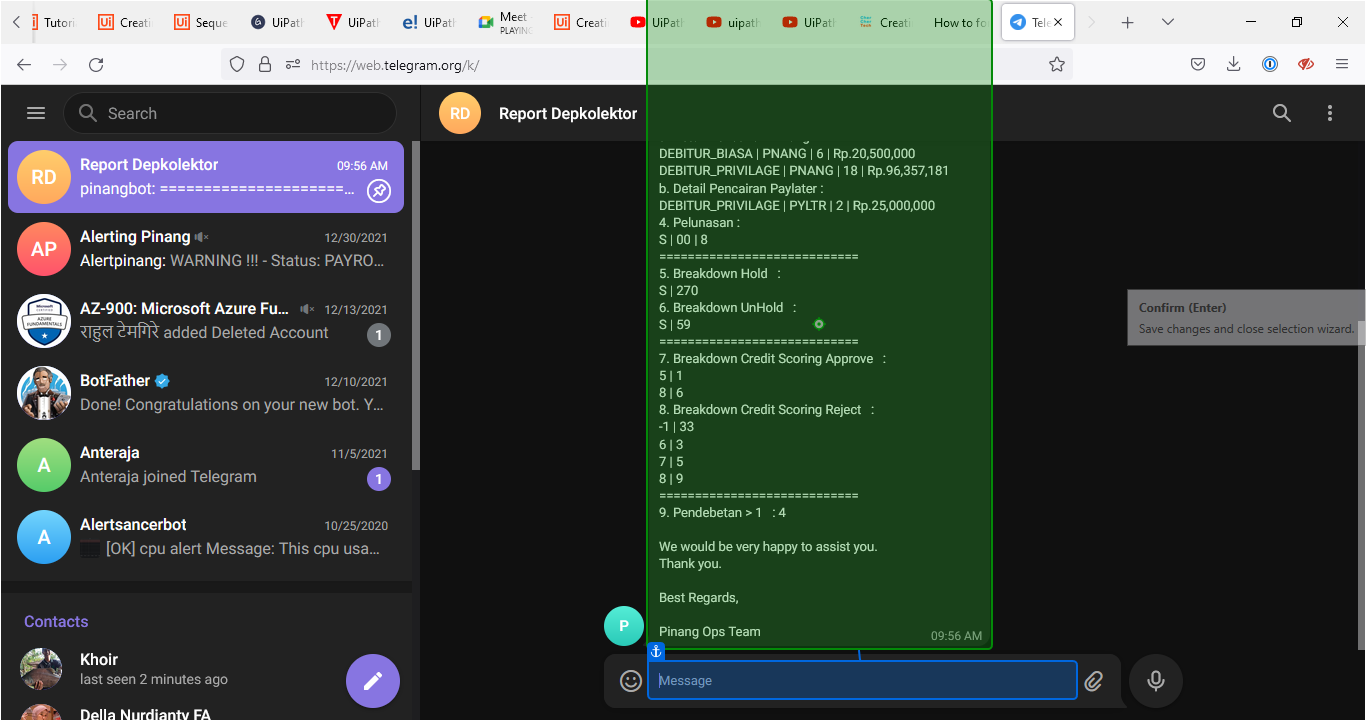 Tutori
Creati
Seque
UiPath
UiPath
UiPath
Meet -
PLAYING
Creati
UiPath
uipath
UiPath
Creati
How to fo
Tele
https://web.telegram.org/k/
Search
RD
Report Depkolektor
09:56 AM
pinangbot: =====================...
AP
Alerting Pinang
12/30/2021
Alertpinang: WARNING !!! - Status: PAYRO...
AZ-900: Microsoft Azure Fu...
12/13/2021
राहुल टेमगिरे added Deleted Account
1
BotFather
12/10/2021
Done! Congratulations on your new bot. Y...
A
Anteraja
11/5/2021
Anteraja joined Telegram
1
A
Alertsancerbot
10/25/2020
[OK] cpu alert Message: This cpu usa...
Contacts
Khoir
last seen 2 minutes ago
Della Nurdianty FA
RD
Report Depkolektor
DEBITUR_BIASA | PNANG | 6 | Rp.20,500,000
DEBITUR_PRIVILAGE | PNANG | 18 | Rp.96,357,181
b. Detail Pencairan Paylater :
DEBITUR_PRIVILAGE | PYLTR | 2 | Rp.25,000,000
4. Pelunasan :
S | 00 | 8
============================
5. Breakdown Hold :
S | 270
6. Breakdown UnHold :
S | 59
============================
7. Breakdown Credit Scoring Approve :
5 | 1
8 | 6
8. Breakdown Credit Scoring Reject :
-1 | 33
6 | 3
7 | 5
8 | 9
============================
9. Pendebetan > 1 : 4
We would be very happy to assist you.
Thank you.
Best Regards,
Pinang Ops Team
09:56 AM
P
Message
Confirm (Enter)
Save changes and close selection wizard.